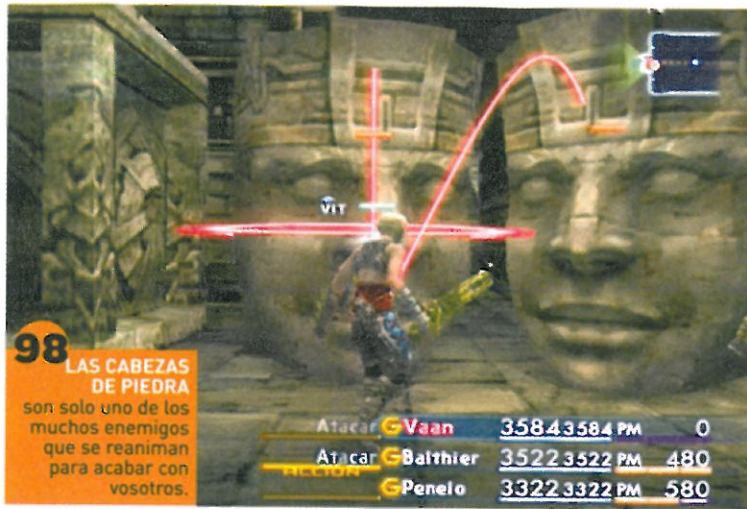 VIT
98
LAS CABEZAS
DE PIEDRA
son solo uno de los
muchos enemigos
que se reaniman
para acabar con
vosotros.
Atacar G Vaan 3584 3584 PM 0
Atacar G Balthier 3522 3522 PM 480
ACCIÓN
G Penelo 3322 3322 PM 580